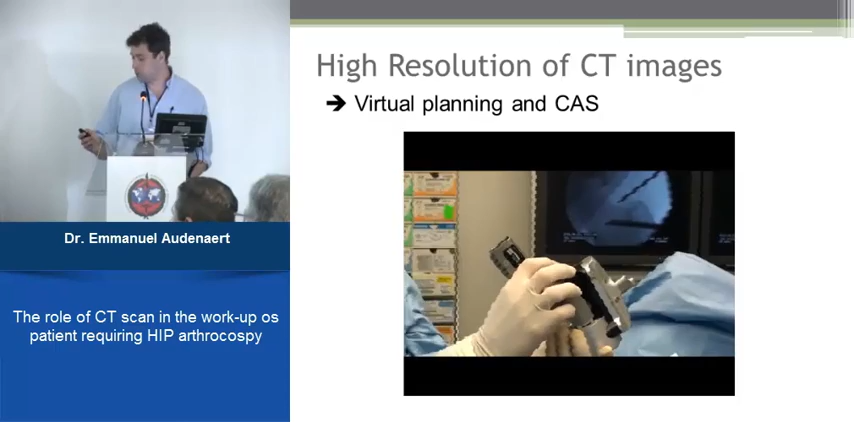 High Resolution of CT images
➔ Virtual planning and CAS
Dr. Emmanuel Audenaert
The role of CT scan in the work-up os
patient requiring HIP arthrocospy